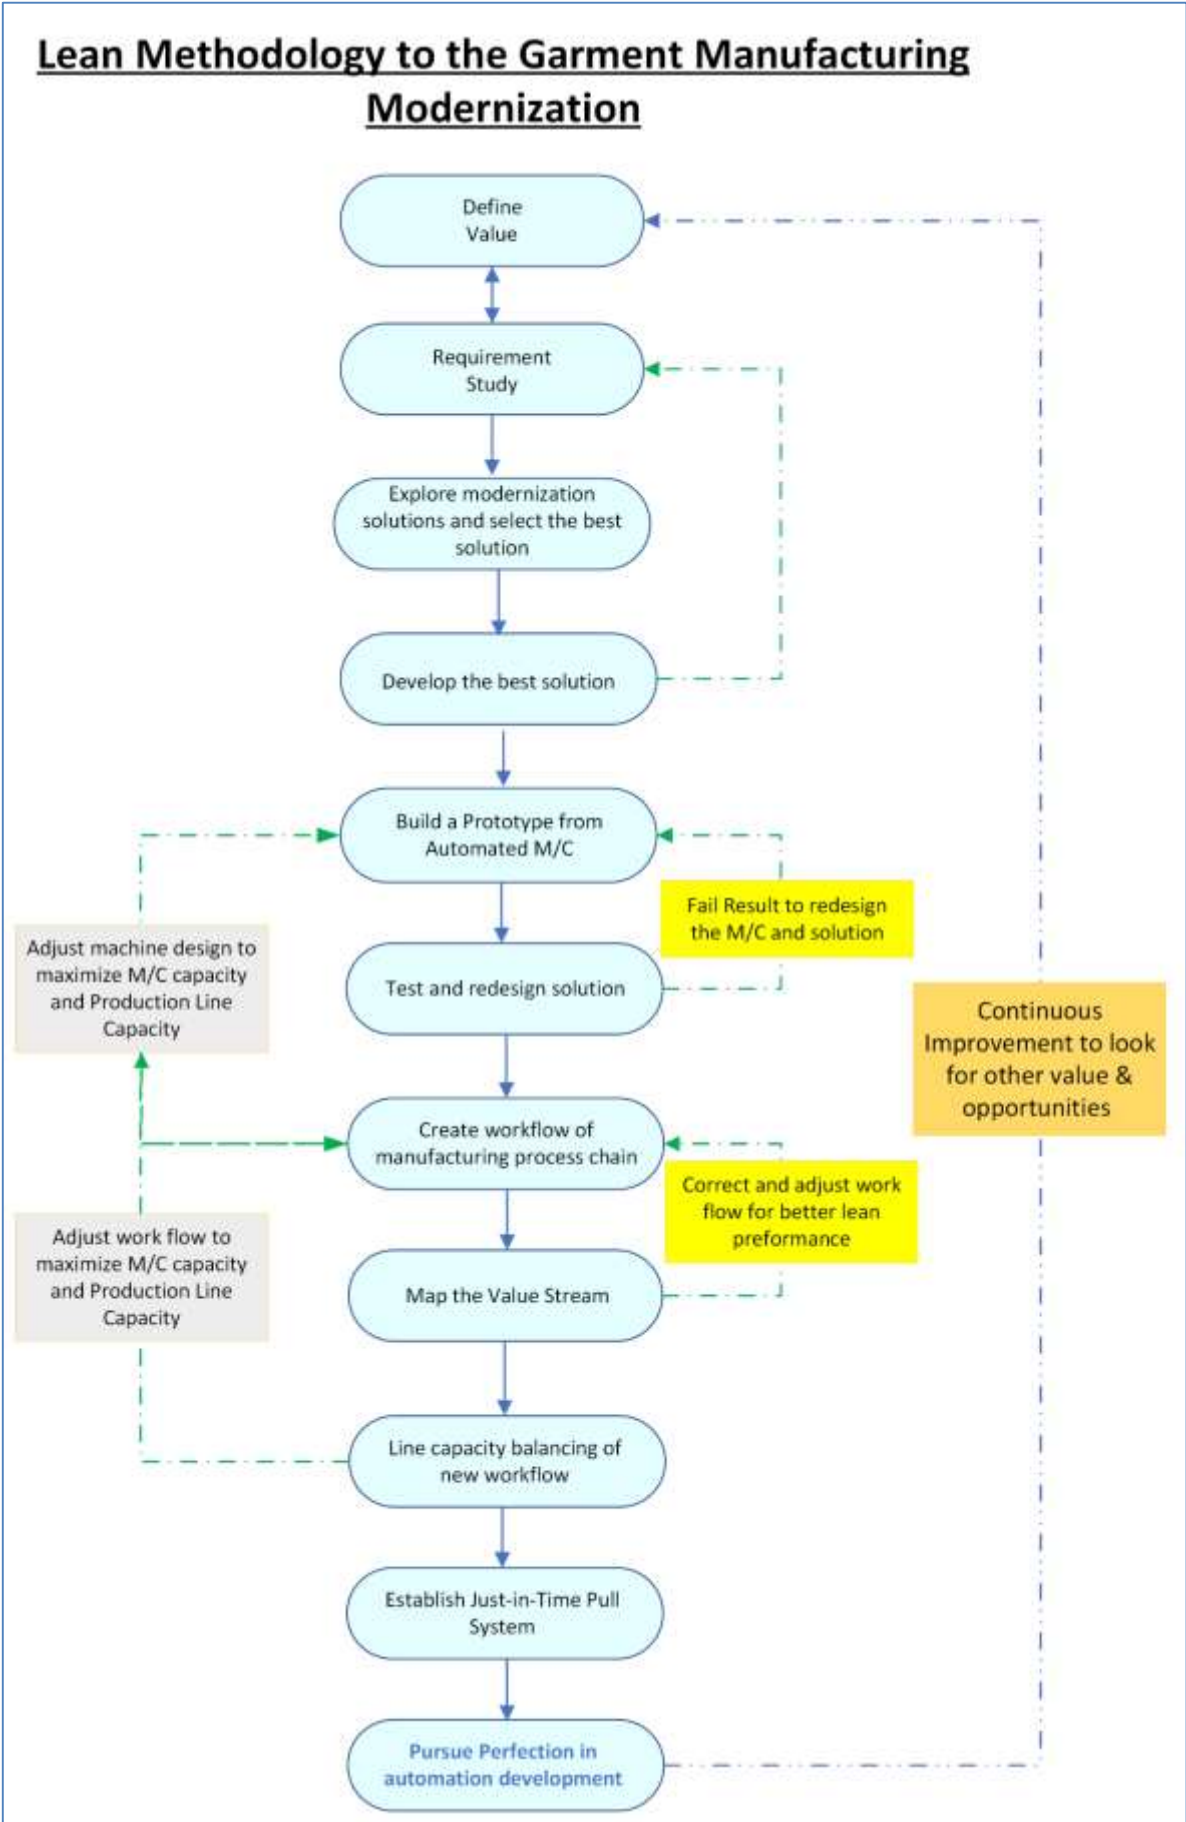 Lean Methodology to the Garment Manufacturing
Modernization
Define
Value
Requirement
Study
Explore modernization
solutions and select the best
solution
Develop the best solution
Build a Prototype from
Automated M/C
Fail Result to redesign
the M/C and solution
Adjust machine design to
maximize M/C capacity
and Production Line
Capacity
Test and redesign solution
Continuous
Improvement to look
for other value &
opportunities
Create workflow of
manufacturing process chain
Correct and adjust work
flow for better lean
preformance
Adjust work flow to
maximize M/C capacity
and Production Line
Capacity
Map the Value Stream
Line capacity balancing of
new workflow
Establish Just-in-Time Pull
System
Pursue Perfection in
automation development